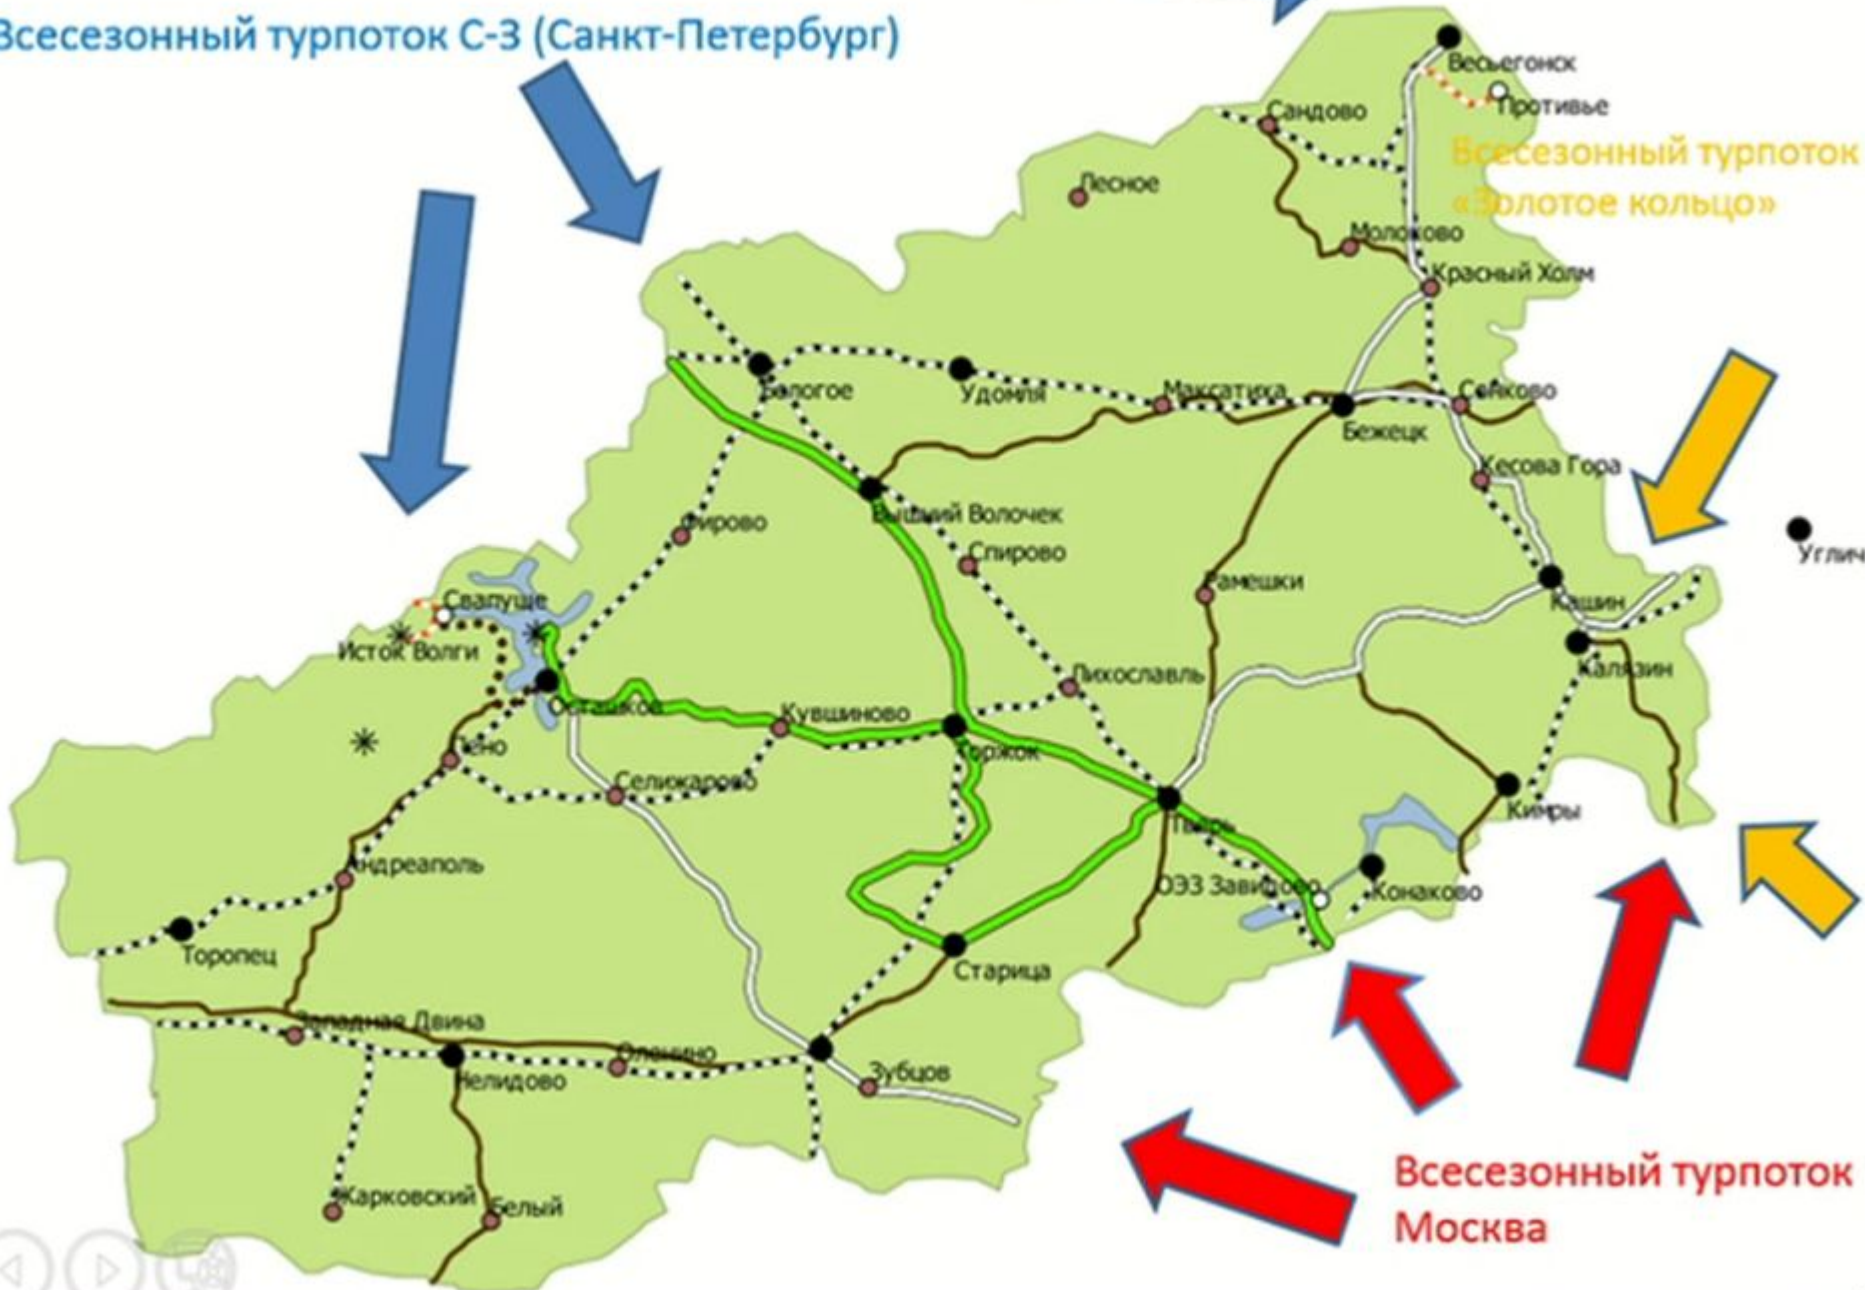 Всесезонный турпоток С-З (Санкт-Петербург)
Весьегонск
Противье
Сандово
Всесезонный турпоток
«Золотое кольцо»
Лесное
Молоково
Красный Холм
Бологое
Удомля
Максатиха
Сонково
Бежецк
Кесова Гора
Вышний Волочек
Фирово
Спирово
Углич
Рамешки
Свапуще
Кашин
Исток Волги
Калязин
Лихославль
Осташков
Кувшиново
Торжок
Пено
Селижарово
Кимры
Тверь
Андреаполь
ОЭЗ Завидово
Конаково
Торопец
Старица
Западная Двина
Оленино
Нелидово
Зубцов
Жарковский
Белый
Всесезонный турпоток
Москва